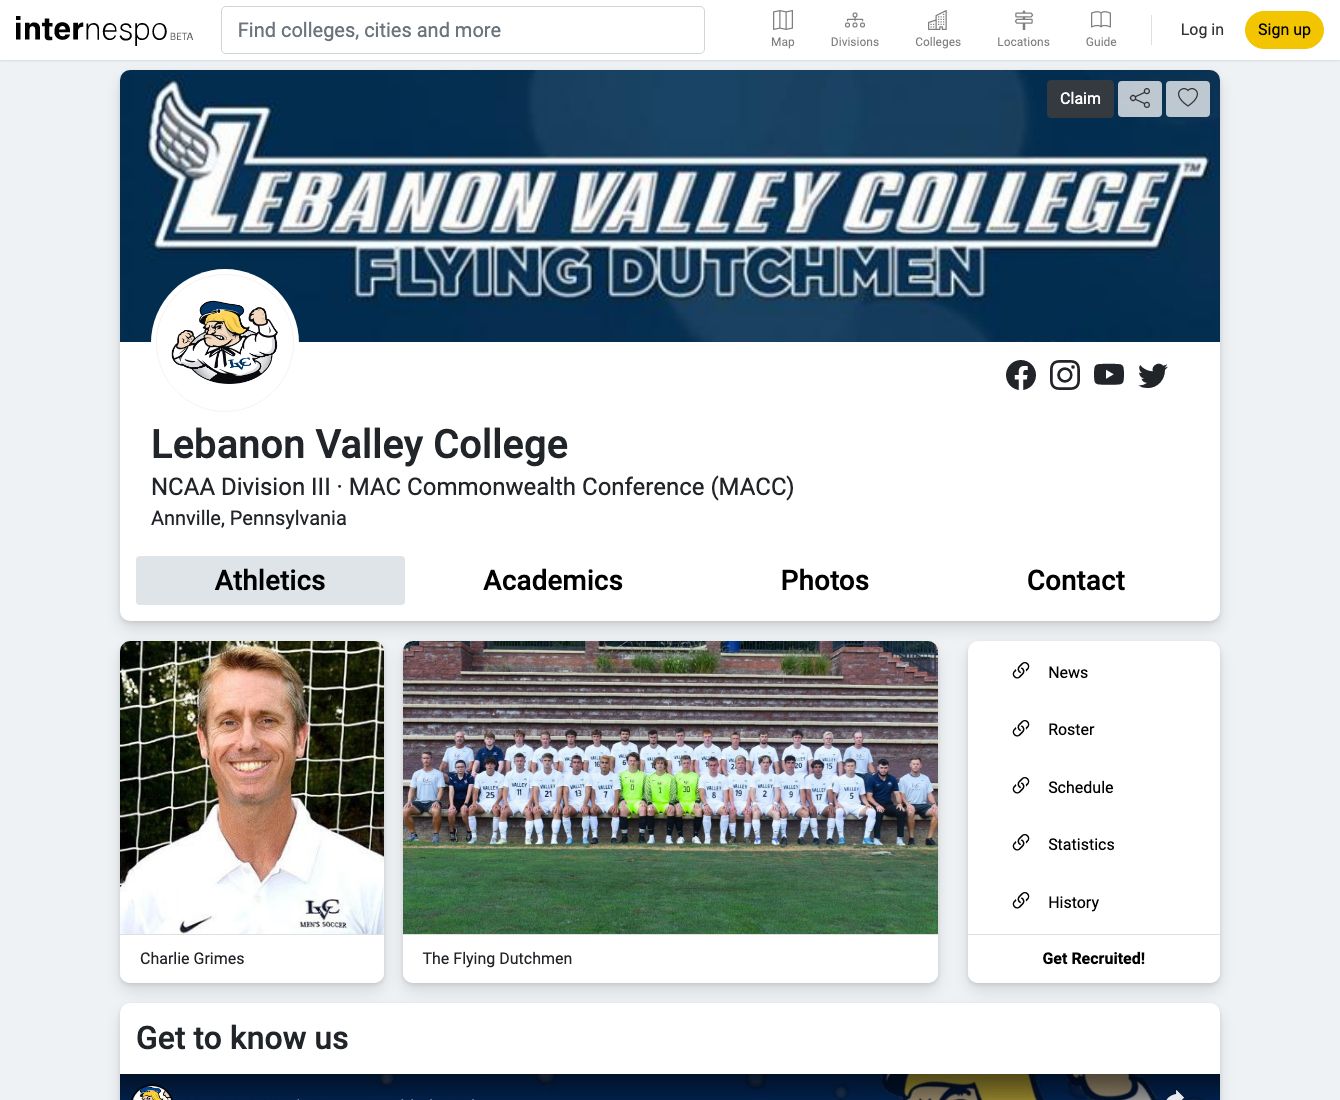 internespo BETA
Find colleges, cities and more
Map
Divisions
Colleges
Locations
Guide
Log in
Sign up
Claim
LEBANON VALLEY COLLEGE™
FLYING DUTCHMEN
LVC
Lebanon Valley College
NCAA Division III · MAC Commonwealth Conference (MACC)
Annville, Pennsylvania
Athletics
Academics
Photos
Contact
LVC
MEN'S SOCCER
Charlie Grimes
The Flying Dutchmen
News
Roster
Schedule
Statistics
History
Get Recruited!
Get to know us